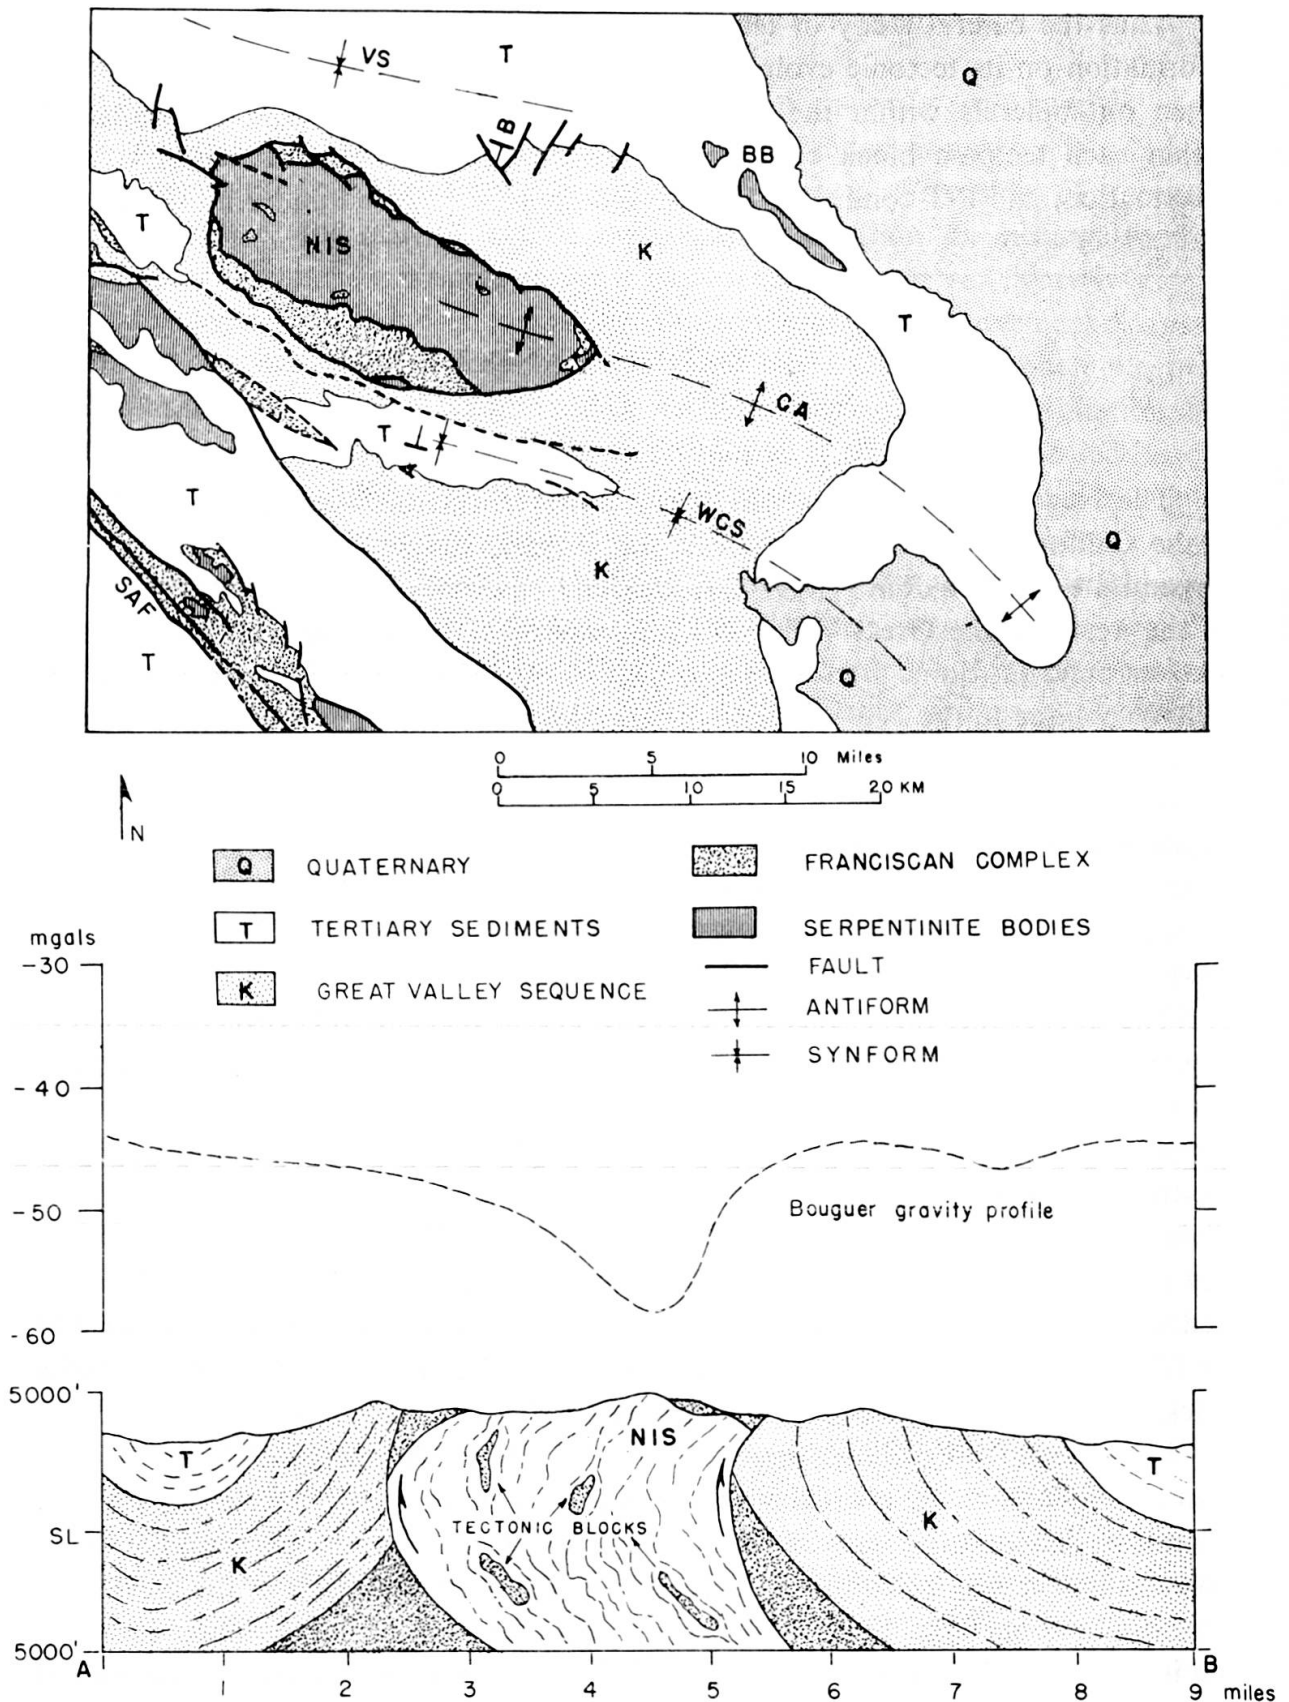 VS
T
Q
B
BB
T
NIS
K
T
CA
T
A
WCS
T
Q
K
SAF
T
Q
0 5 10 Miles
0 5 10 15 20 KM
N
Q QUATERNARY
FRANCISCAN COMPLEX
T TERTIARY SEDIMENTS
SERPENTINITE BODIES
K GREAT VALLEY SEQUENCE
FAULT
ANTIFORM
SYNFORM
mgals
-30
-40
-50
-60
Bouguer gravity profile
5000'
SL
5000'
T
NIS
T
TECTONIC BLOCKS
K
K
A
B
1 2 3 4 5 6 7 8 9 miles